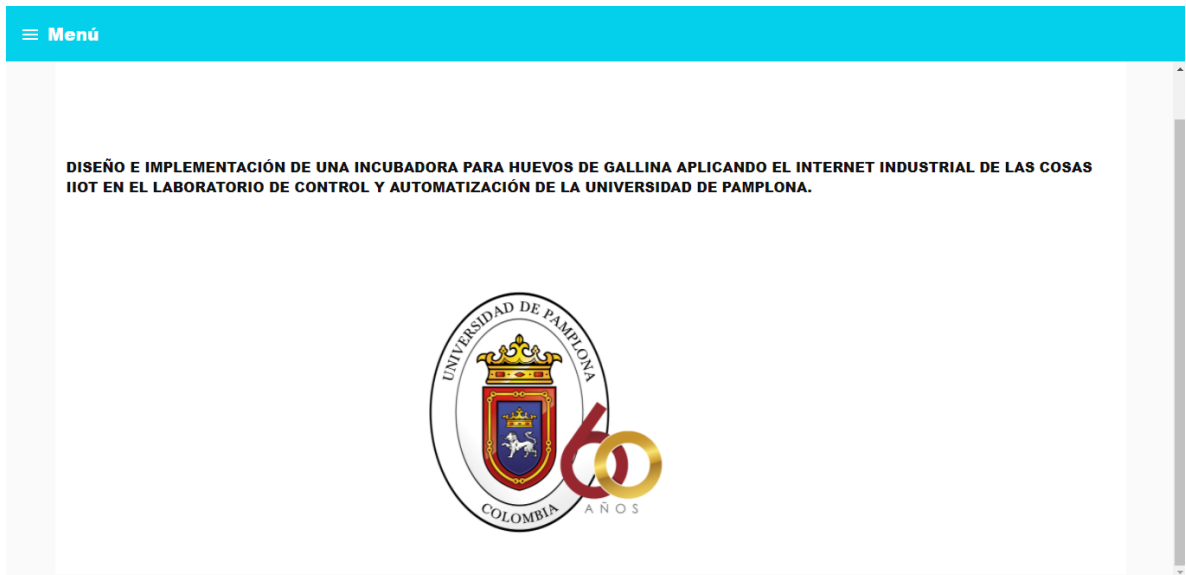 Menú
DISEÑO E IMPLEMENTACIÓN DE UNA INCUBADORA PARA HUEVOS DE GALLINA APLICANDO EL INTERNET INDUSTRIAL DE LAS COSAS
IIOT EN EL LABORATORIO DE CONTROL Y AUTOMATIZACIÓN DE LA UNIVERSIDAD DE PAMPLONA.
UNIVERSIDAD DE PAMPLONA
60
AÑOS
COLOMBIA